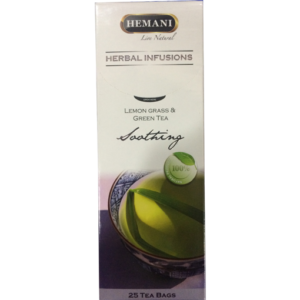 HEMANI
Live Natural
HERBAL INFUSIONS
LEMON GRASS &
GREEN TEA
Soothing
25 TEA BAGS